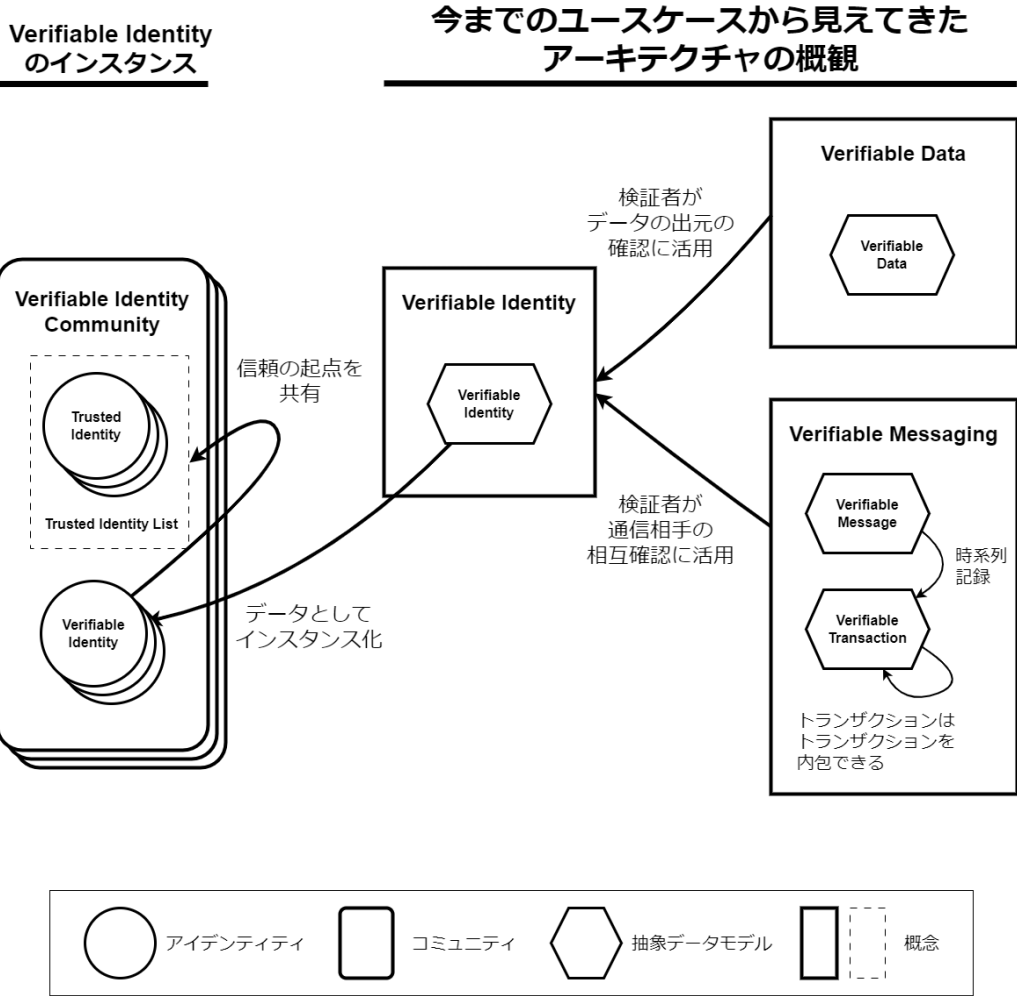 Verifiable Identity
のインスタンス
今までのユースケースから見えてきた
アーキテクチャの概観
Verifiable Identity
Community
Trusted
Identity
Trusted Identity List
Verifiable
Identity
信頼の起点を
共有
データとして
インスタンス化
Verifiable Identity
Verifiable
Identity
検証者が
データの出元の
確認に活用
検証者が
通信相手の
相互確認に活用
Verifiable Data
Verifiable
Data
Verifiable Messaging
Verifiable
Message
時系列
記録
Verifiable
Transaction
トランザクションは
トランザクションを
内包できる
アイデンティティ
コミュニティ
抽象データモデル
概念